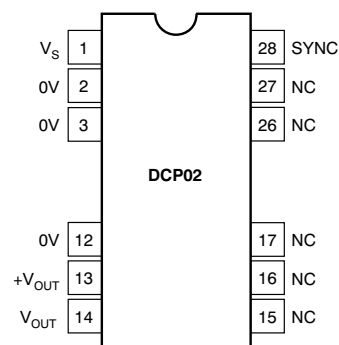 VS 1 28 SYNC
0V 2 27 NC
0V 3 26 NC
DCP02
0V 12 17 NC
+VOUT 13 16 NC
VOUT 14 15 NC